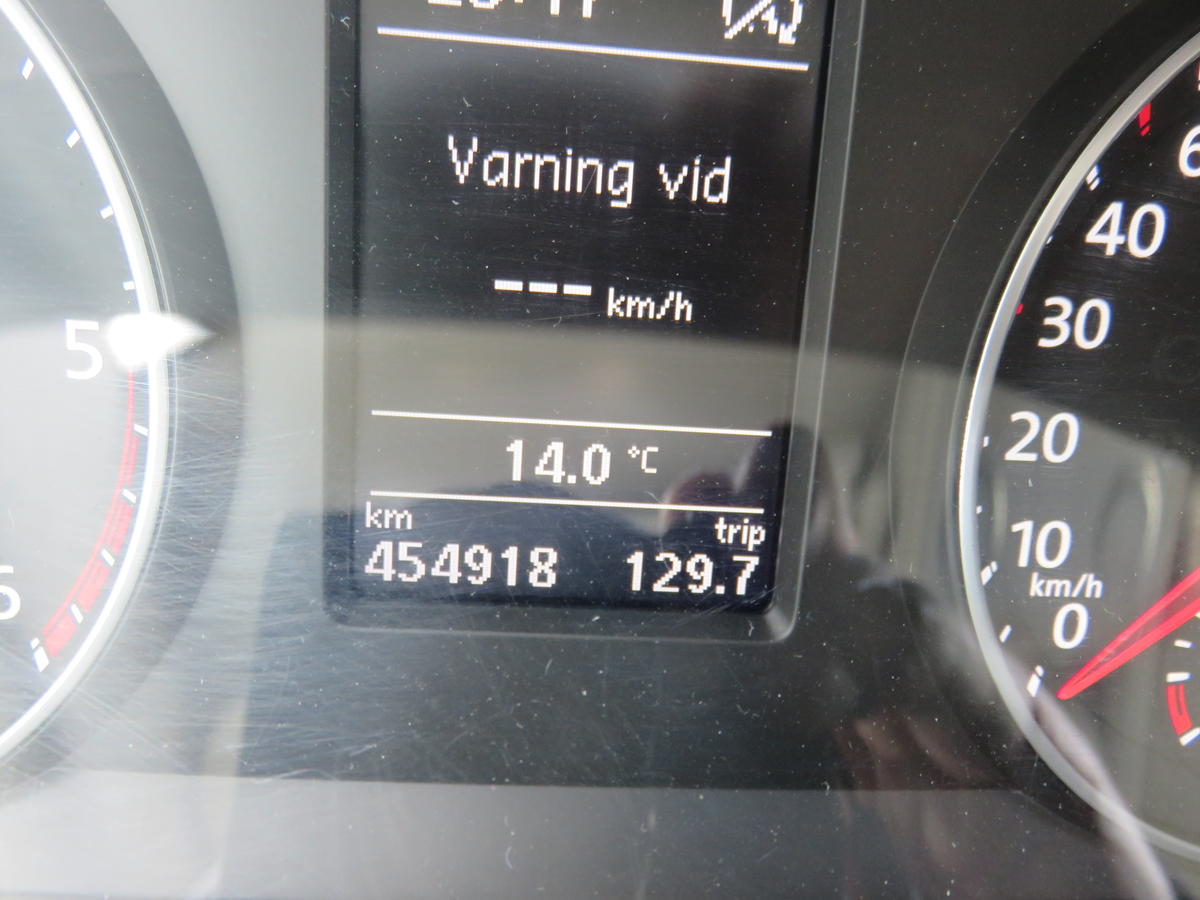 Varning vid
--- km/h
14.0 °C
km trip
454918 129.7
5
40
30
20
10
km/h
0